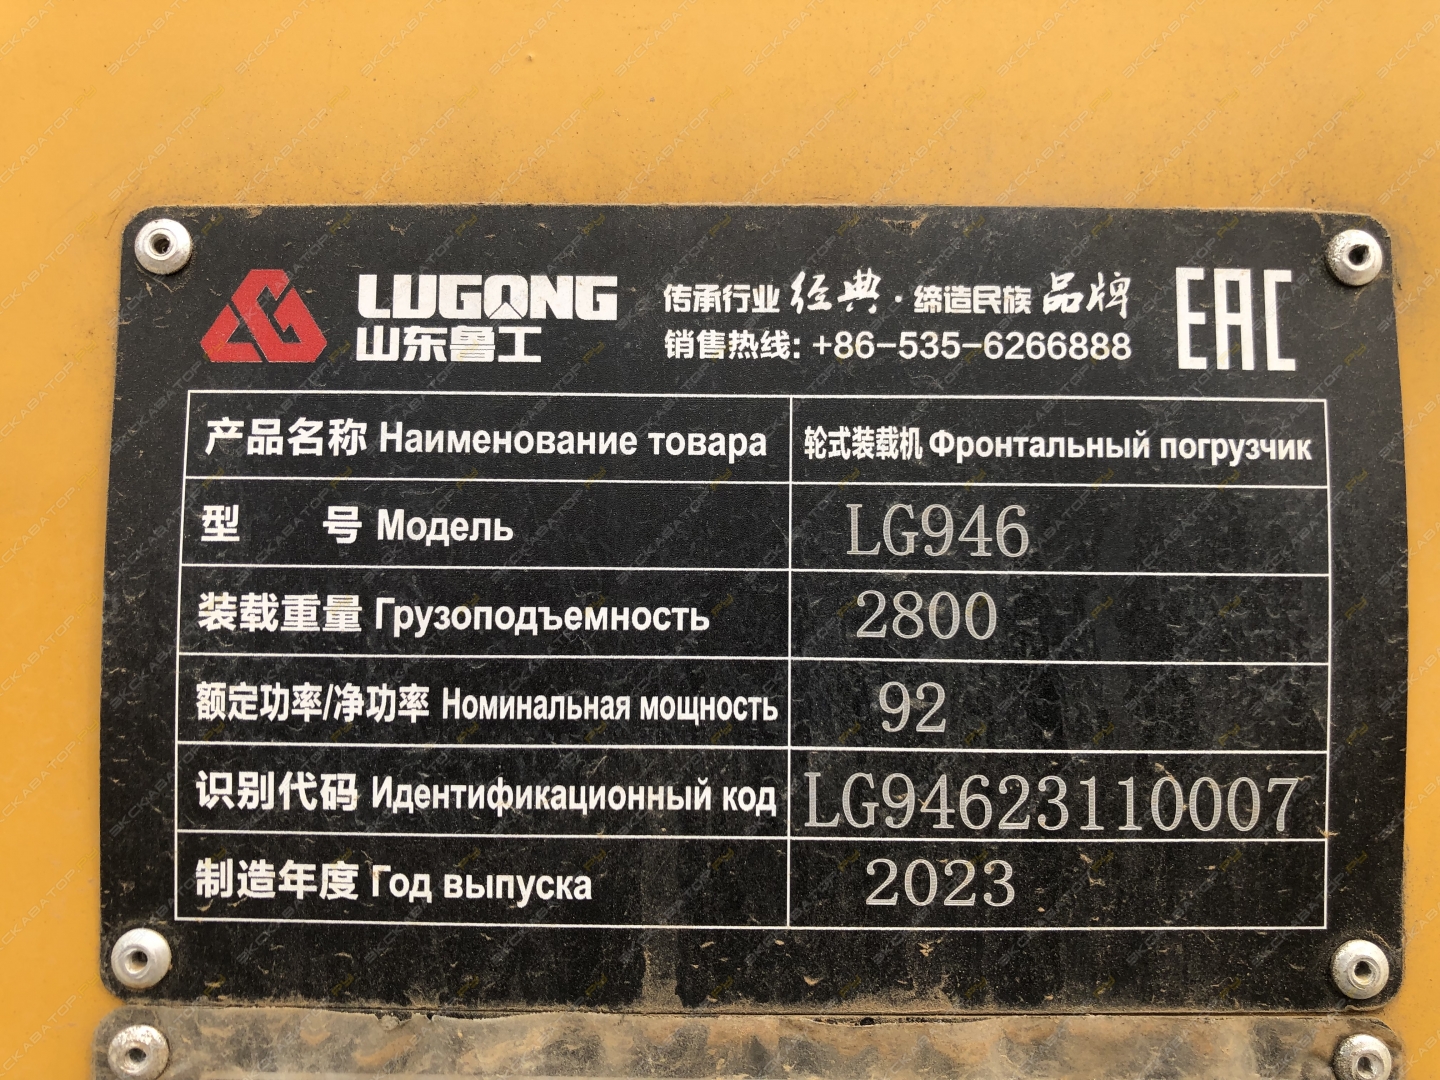 LUGONG
山东鲁工
传承行业 经典 · 缔造民族 品牌
销售热线: +86-535-6266888
EAC
产品名称 Наименование товара 轮式装载机 Фронтальный погрузчик
型 号 Модель LG946
装载重量 Грузоподъемность 2800
额定功率/净功率 Номинальная мощность 92
识别代码 Идентификационный код LG94623110007
制造年度 Год выпуска 2023
ЭКСКАВАТОР.РУ